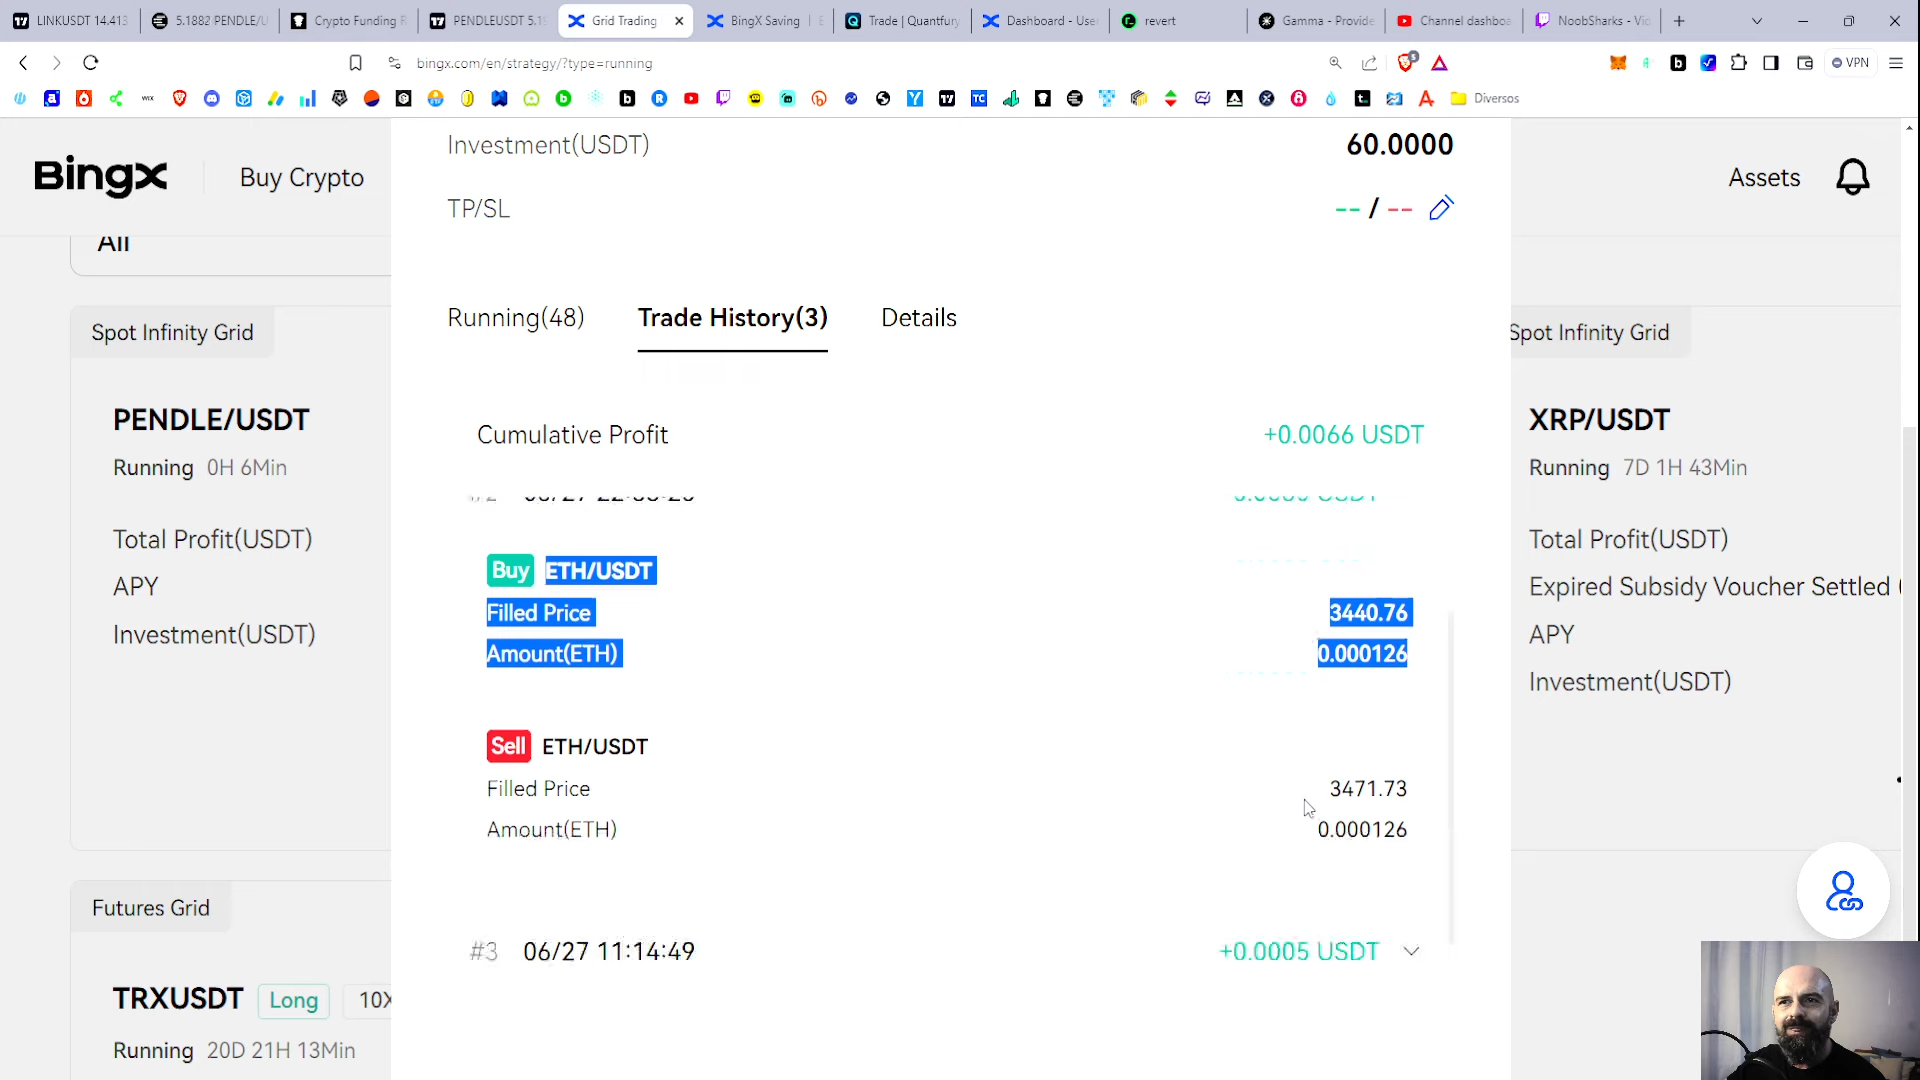 LINKUSDT 14.413
5.1882 PENDLE/U
Crypto Funding R
PENDLEUSDT 5.19
Grid Trading
BingX Saving
Trade | Quantfury
Dashboard - Use
revert
Gamma - Provide
Channel dashboa
NoobSharks - Vid
bingx.com/en/strategy/?type=running
VPN
Diversos
BingX
Buy Crypto
Assets
Investment(USDT) 60.0000
TP/SL -- / --
All
Running(48) Trade History(3) Details
Spot Infinity Grid
PENDLE/USDT
Running 0H 6Min
Total Profit(USDT)
APY
Investment(USDT)
Cumulative Profit +0.0066 USDT
Buy ETH/USDT
Filled Price 3440.76
Amount(ETH) 0.000126
Sell ETH/USDT
Filled Price 3471.73
Amount(ETH) 0.000126
#3 06/27 11:14:49 +0.0005 USDT
Spot Infinity Grid
XRP/USDT
Running 7D 1H 43Min
Total Profit(USDT)
Expired Subsidy Voucher Settled
APY
Investment(USDT)
Futures Grid
TRXUSDT Long 10X
Running 20D 21H 13Min